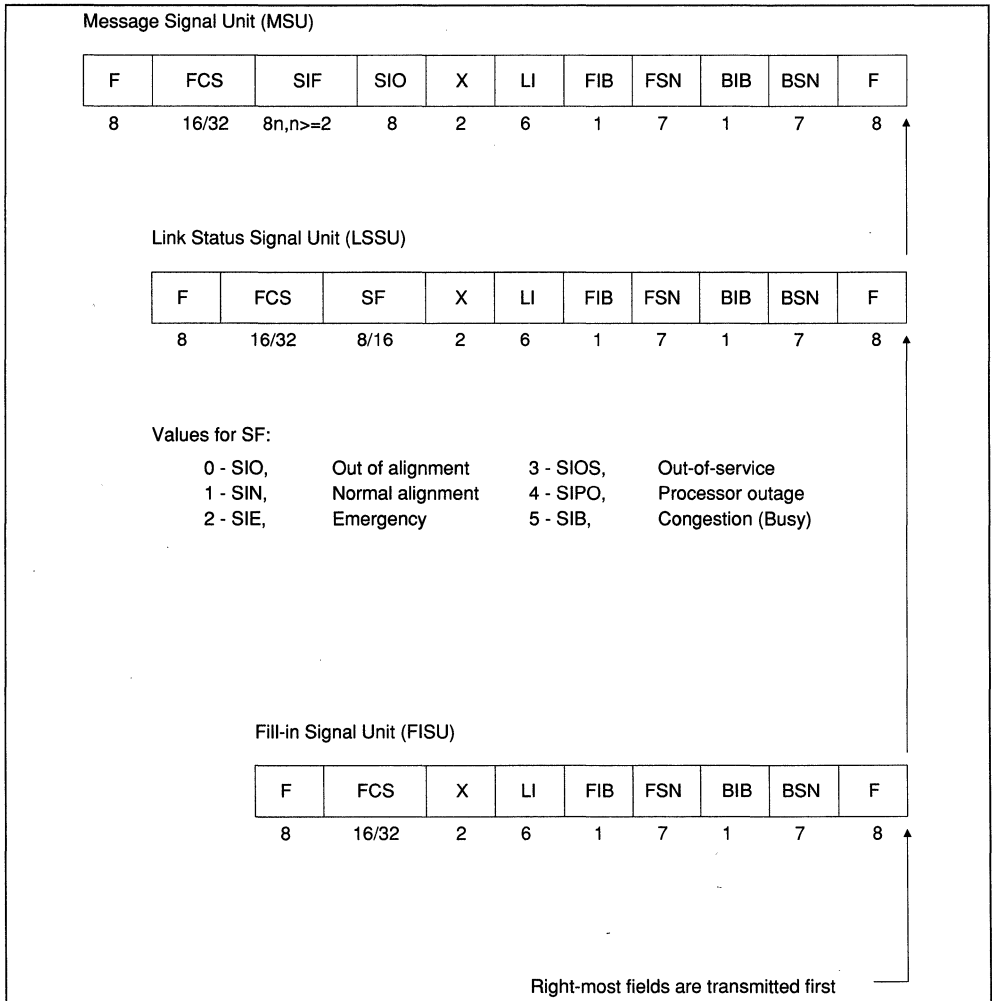 Message Signal Unit (MSU)
F FCS SIF SIO X LI FIB FSN BIB BSN F
8 16/32 8n,n>=2 8 2 6 1 7 1 7 8
Link Status Signal Unit (LSSU)
F FCS SF X LI FIB FSN BIB BSN F
8 16/32 8/16 2 6 1 7 1 7 8
Values for SF:
0 - SIO, Out of alignment 3 - SIOS, Out-of-service
1 - SIN, Normal alignment 4 - SIPO, Processor outage
2 - SIE, Emergency 5 - SIB, Congestion (Busy)
Fill-in Signal Unit (FISU)
F FCS X LI FIB FSN BIB BSN F
8 16/32 2 6 1 7 1 7 8
Right-most fields are transmitted first